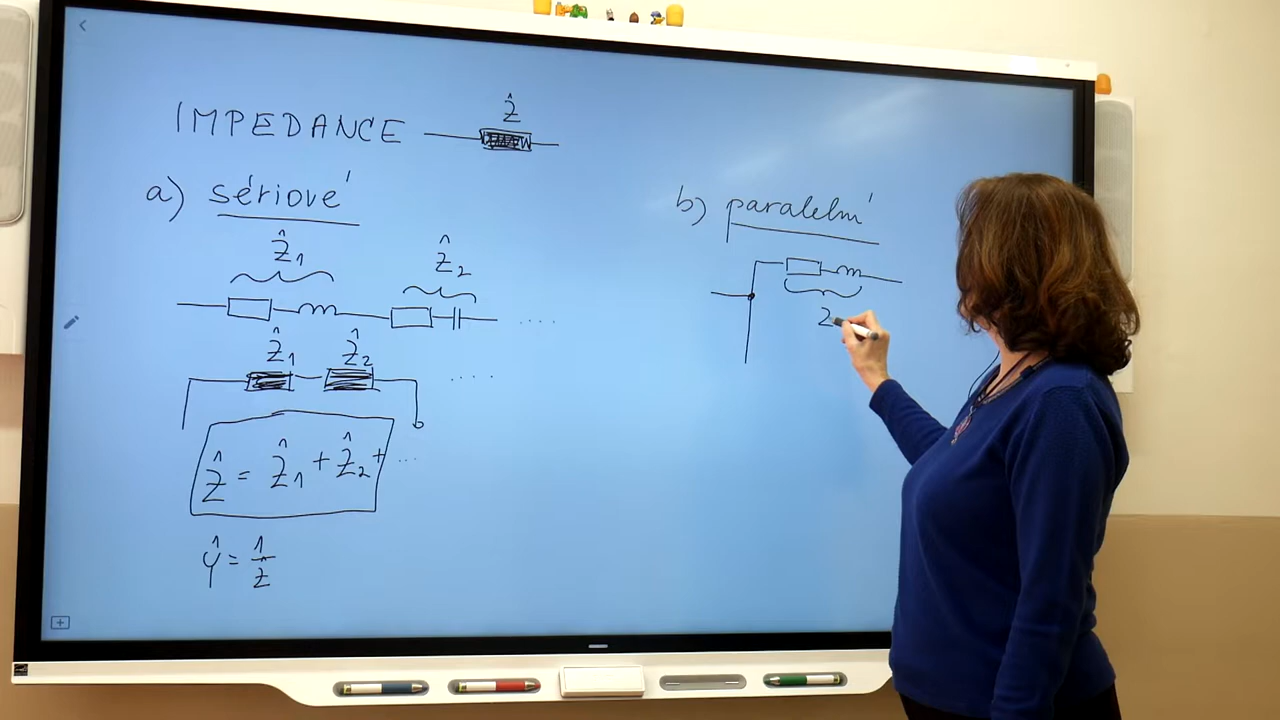 IMPEDANCE Ẑ
a) sériové
Ẑ₁ Ẑ₂
....
Ẑ₁ Ẑ₂
....
Ẑ = Ẑ₁ + Ẑ₂ + ...
Ŷ = 1/Ẑ
b) paralelní
Z